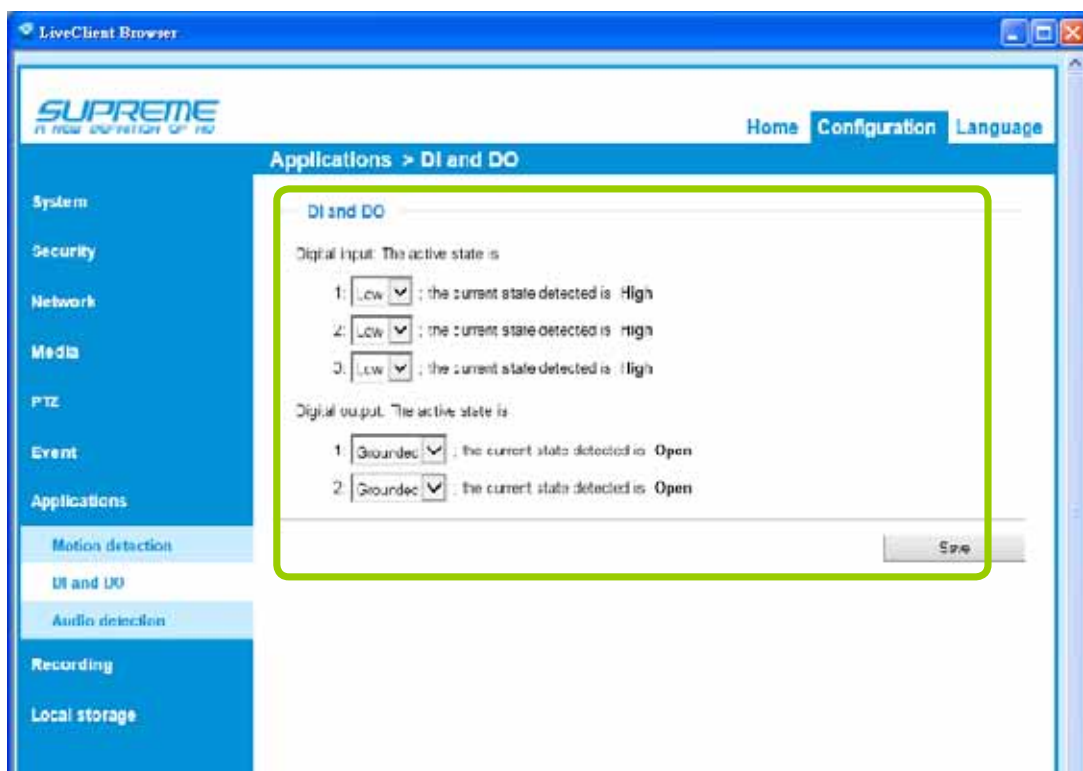 LiveClient Browser
SUPREME
A NEW DEFINITION OF HD
Home Configuration Language
Applications > DI and DO
System
Security
Network
Media
PTZ
Event
Applications
Motion detection
DI and DO
Audio detection
Recording
Local storage
DI and DO
Digital input: The active state is
1: Low ; the current state detected is High
2: Low ; the current state detected is High
3: Low ; the current state detected is High
Digital output: The active state is
1: Grounded ; the current state detected is Open
2: Grounded ; the current state detected is Open
Save